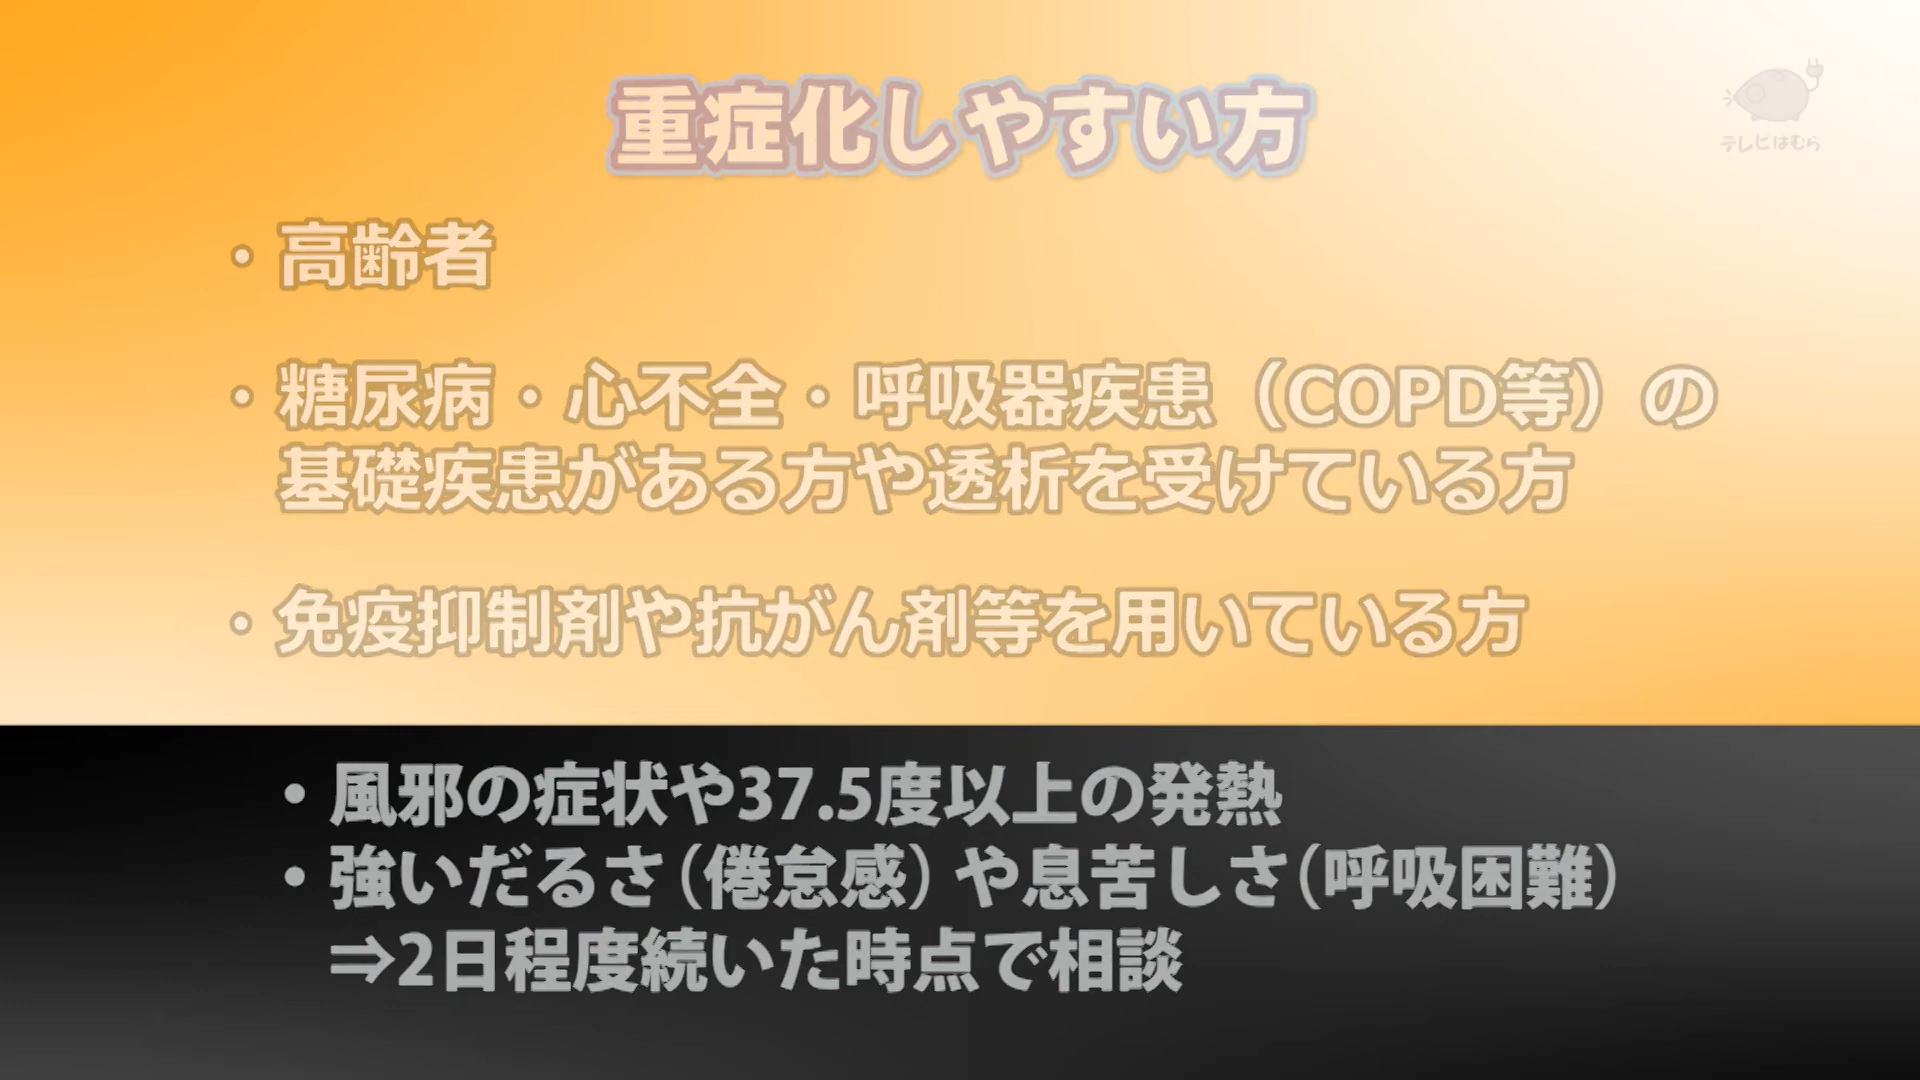 重症化しやすい方
テレビはむら
・高齢者
・糖尿病・心不全・呼吸器疾患（COPD等）の
基礎疾患がある方や透析を受けている方
・免疫抑制剤や抗がん剤等を用いている方
・風邪の症状や37.5度以上の発熱
・強いだるさ（倦怠感）や息苦しさ（呼吸困難）
⇒2日程度続いた時点で相談